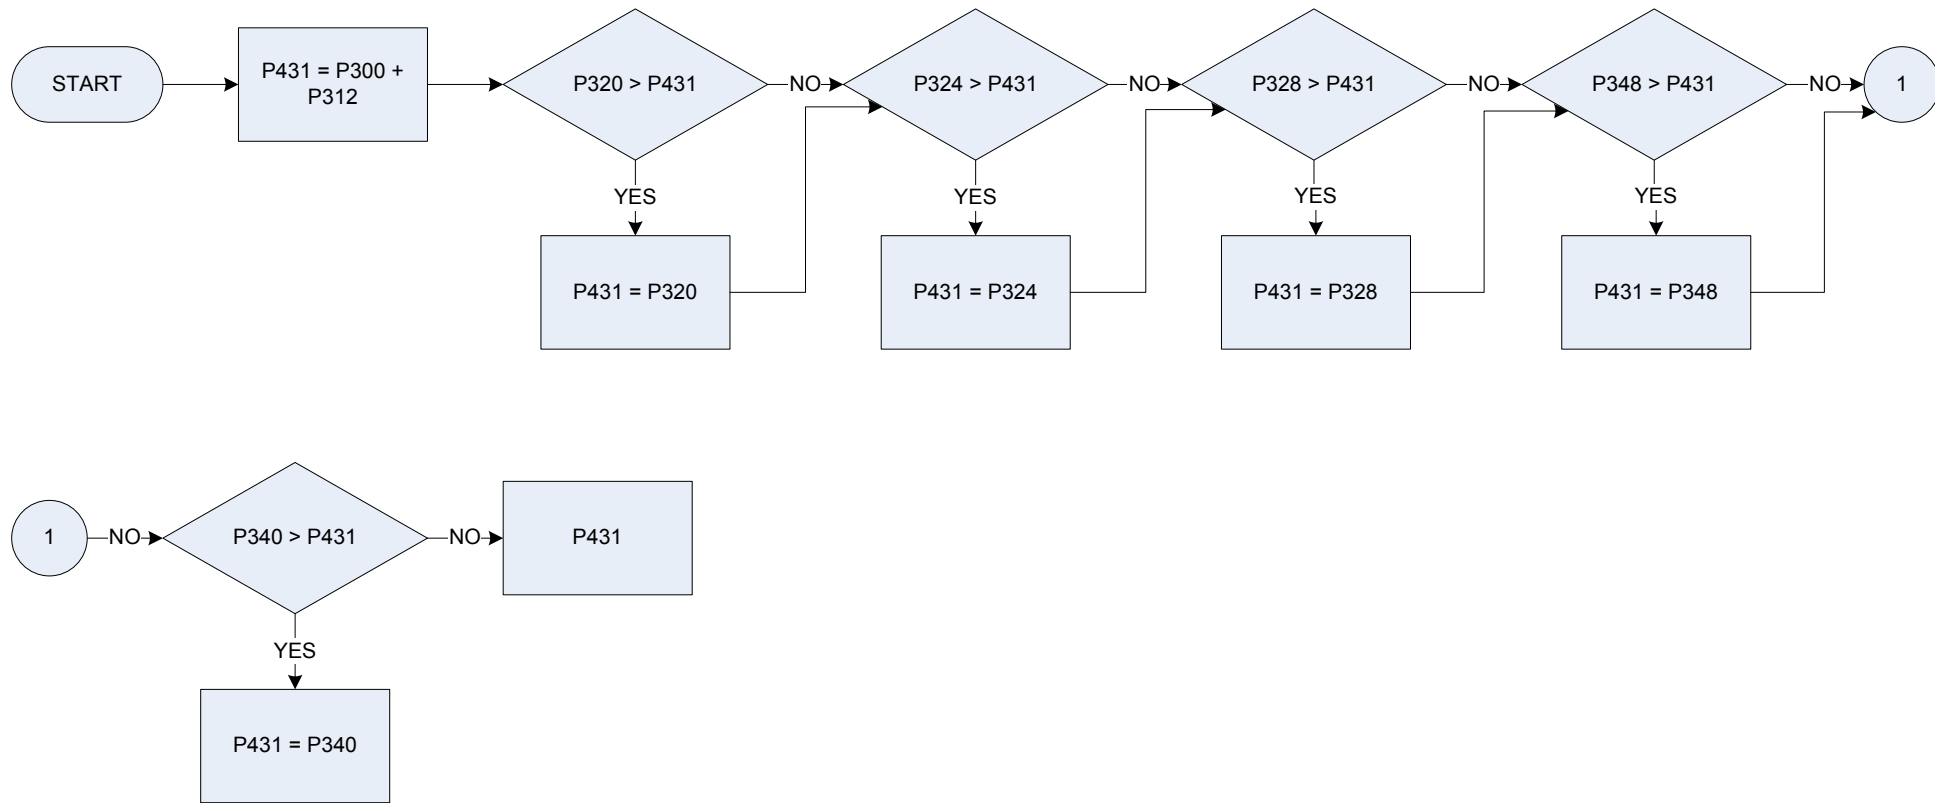 START
P431 = P300 +
P312
P320 > P431
NO
P324 > P431
NO
P328 > P431
NO
P348 > P431
NO
1
YES
YES
YES
YES
P431 = P320
P431 = P324
P431 = P328
P431 = P348
1
NO
P340 > P431
NO
P431
YES
P431 = P340